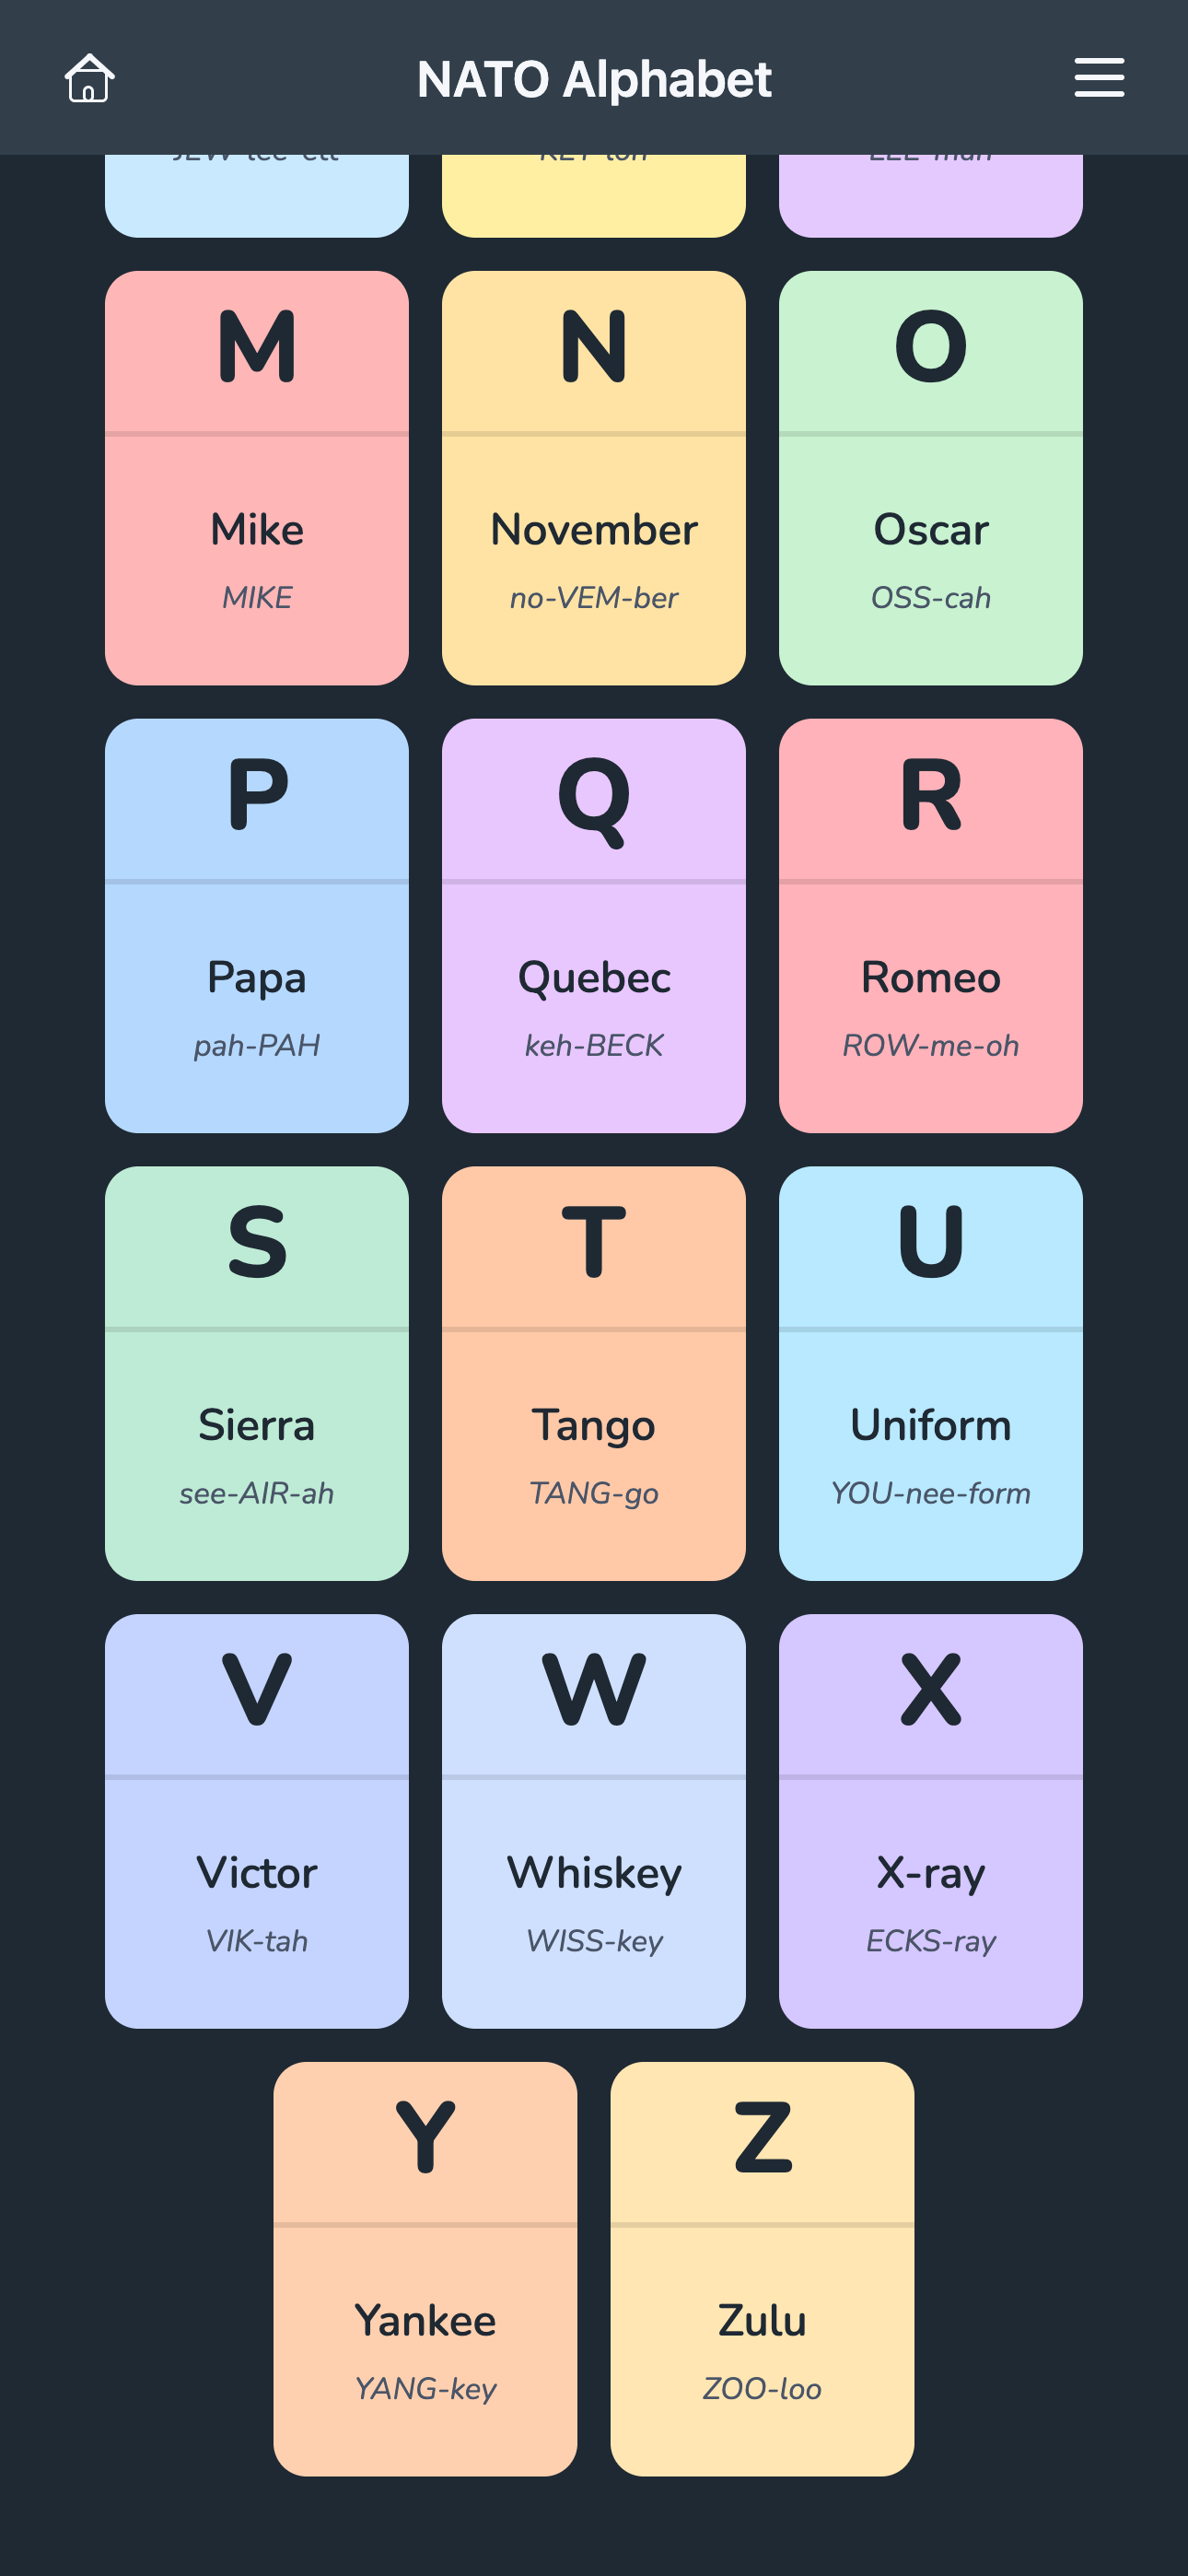 NATO Alphabet
M
N
O
Mike
November
Oscar
MIKE
no-VEM-ber
OSS-cah
P
Q
R
Papa
Quebec
Romeo
pah-PAH
keh-BECK
ROW-me-oh
S
T
U
Sierra
Tango
Uniform
see-AIR-ah
TANG-go
YOU-nee-form
V
W
X
Victor
Whiskey
X-ray
VIK-tah
WISS-key
ECKS-ray
Y
Z
Yankee
Zulu
YANG-key
ZOO-loo